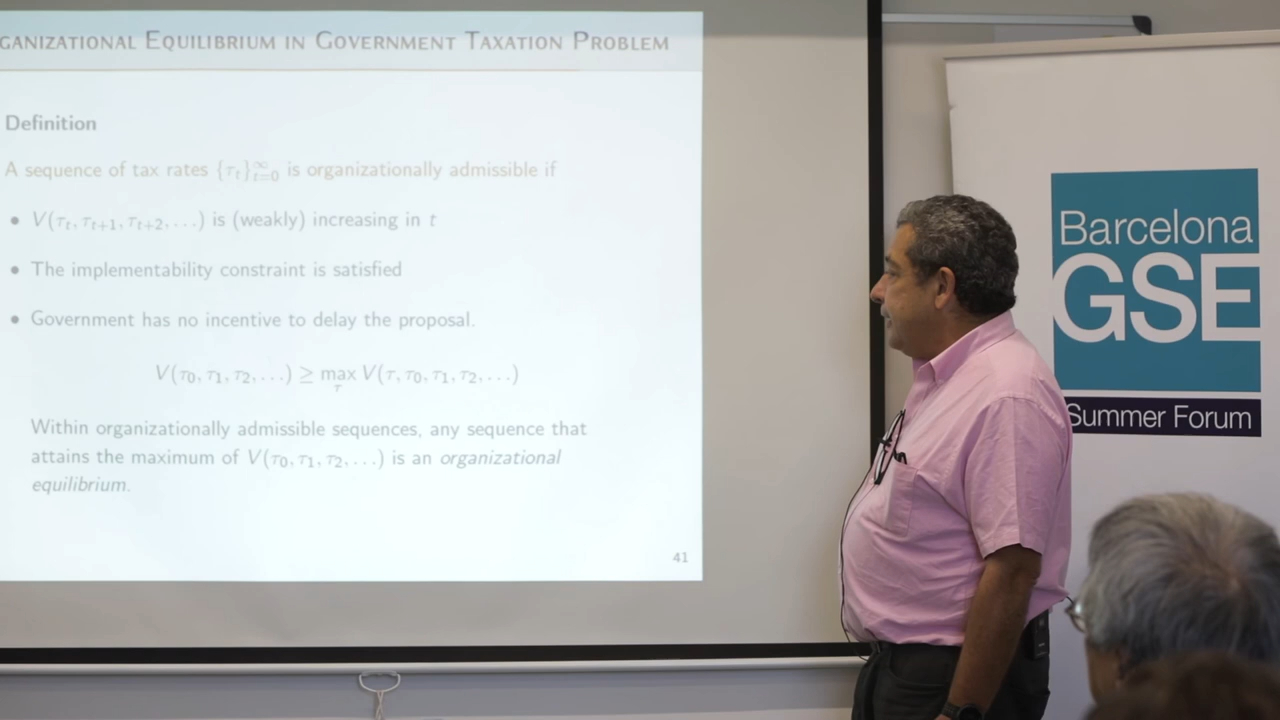 GANIZATIONAL EQUILIBRIUM IN GOVERNMENT TAXATION PROBLEM
Definition
A sequence of tax rates {τ_t}_{t=0}^∞ is organizationally admissible if
• V(τ_t, τ_{t+1}, τ_{t+2}, . . .) is (weakly) increasing in t
• The implementability constraint is satisfied
• Government has no incentive to delay the proposal.
V(τ_0, τ_1, τ_2, . . .) ≥ max_τ V(τ, τ_0, τ_1, τ_2, . . .)
Within organizationally admissible sequences, any sequence that
attains the maximum of V(τ_0, τ_1, τ_2, . . .) is an organizational
equilibrium.
41
Barcelona
GSE
Summer Forum